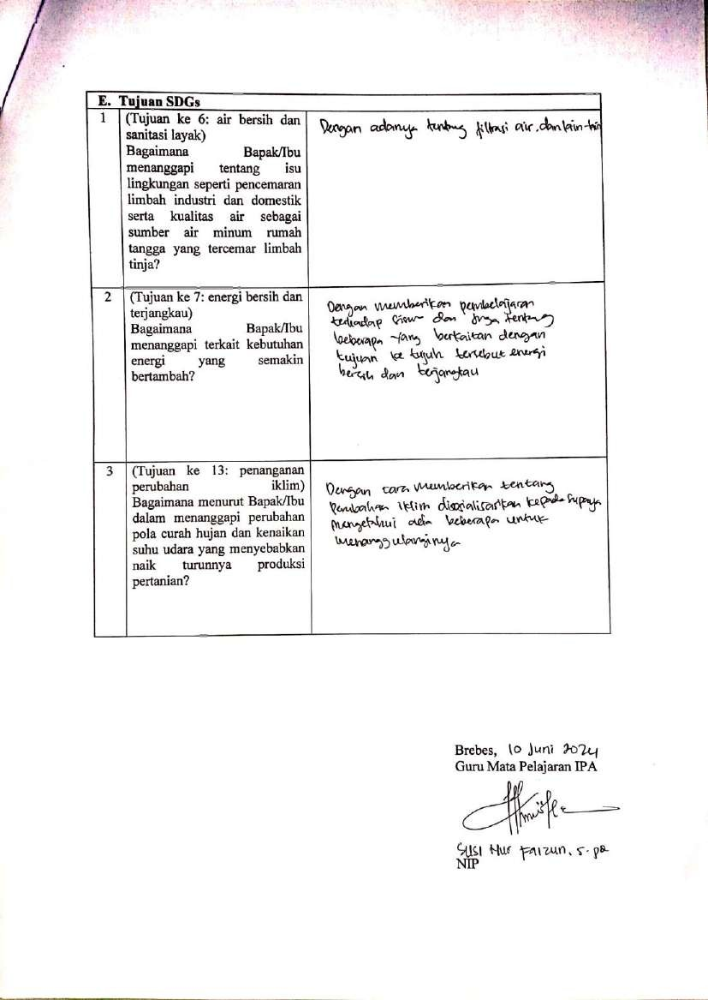 E. Tujuan SDGs
1
(Tujuan ke 6: air bersih dan
sanitasi layak)
Bagaimana Bapak/Ibu
menanggapi tentang isu
lingkungan seperti pencemaran
limbah industri dan domestik
serta kualitas air sebagai
sumber air minum rumah
tangga yang tercemar limbah
tinja?
Dengan adanya tentang filtrasi air, dan lain-lain
2
(Tujuan ke 7: energi bersih dan
terjangkau)
Bagaimana Bapak/Ibu
menanggapi terkait kebutuhan
energi yang semakin
bertambah?
Dengan memberikan pembelajaran
terhadap siswa dan juga tentang
beberapa yang berkaitan dengan
tujuan ke tujuh tersebut energi
bersih dan terjangkau
3
(Tujuan ke 13: penanganan
perubahan iklim)
Bagaimana menurut Bapak/Ibu
dalam menanggapi perubahan
pola curah hujan dan kenaikan
suhu udara yang menyebabkan
naik turunnya produksi
pertanian?
Dengan cara memberikan tentang
perubahan iklim disosialisasikan kepada supaya
mengetahui beberapa untuk
menanggulanginya
Brebes, 10 Juni 2024
Guru Mata Pelajaran IPA
Susi Nur Faizun, S.Pd
NIP